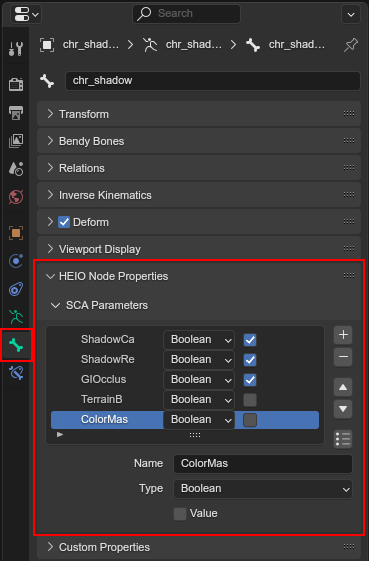 Search
chr_shad... chr_shad... chr_shad...
chr_shadow
Transform
Bendy Bones
Relations
Inverse Kinematics
Deform
Viewport Display
HEIO Node Properties
SCA Parameters
ShadowCa Boolean
ShadowRe Boolean
GIOcclus Boolean
TerrainB Boolean
ColorMas Boolean
Name ColorMas
Type Boolean
Value
Custom Properties